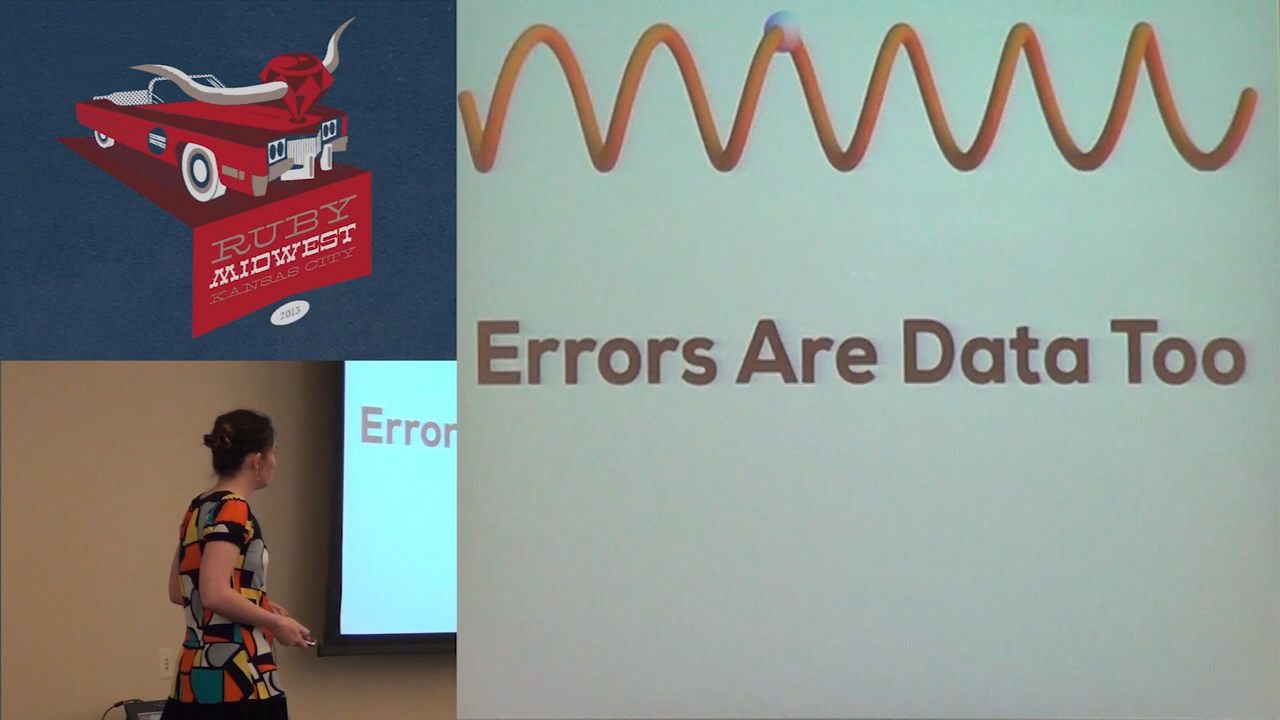 RUBY
MIDWEST
KANSAS CITY
2013
Errors Are Data Too
Error